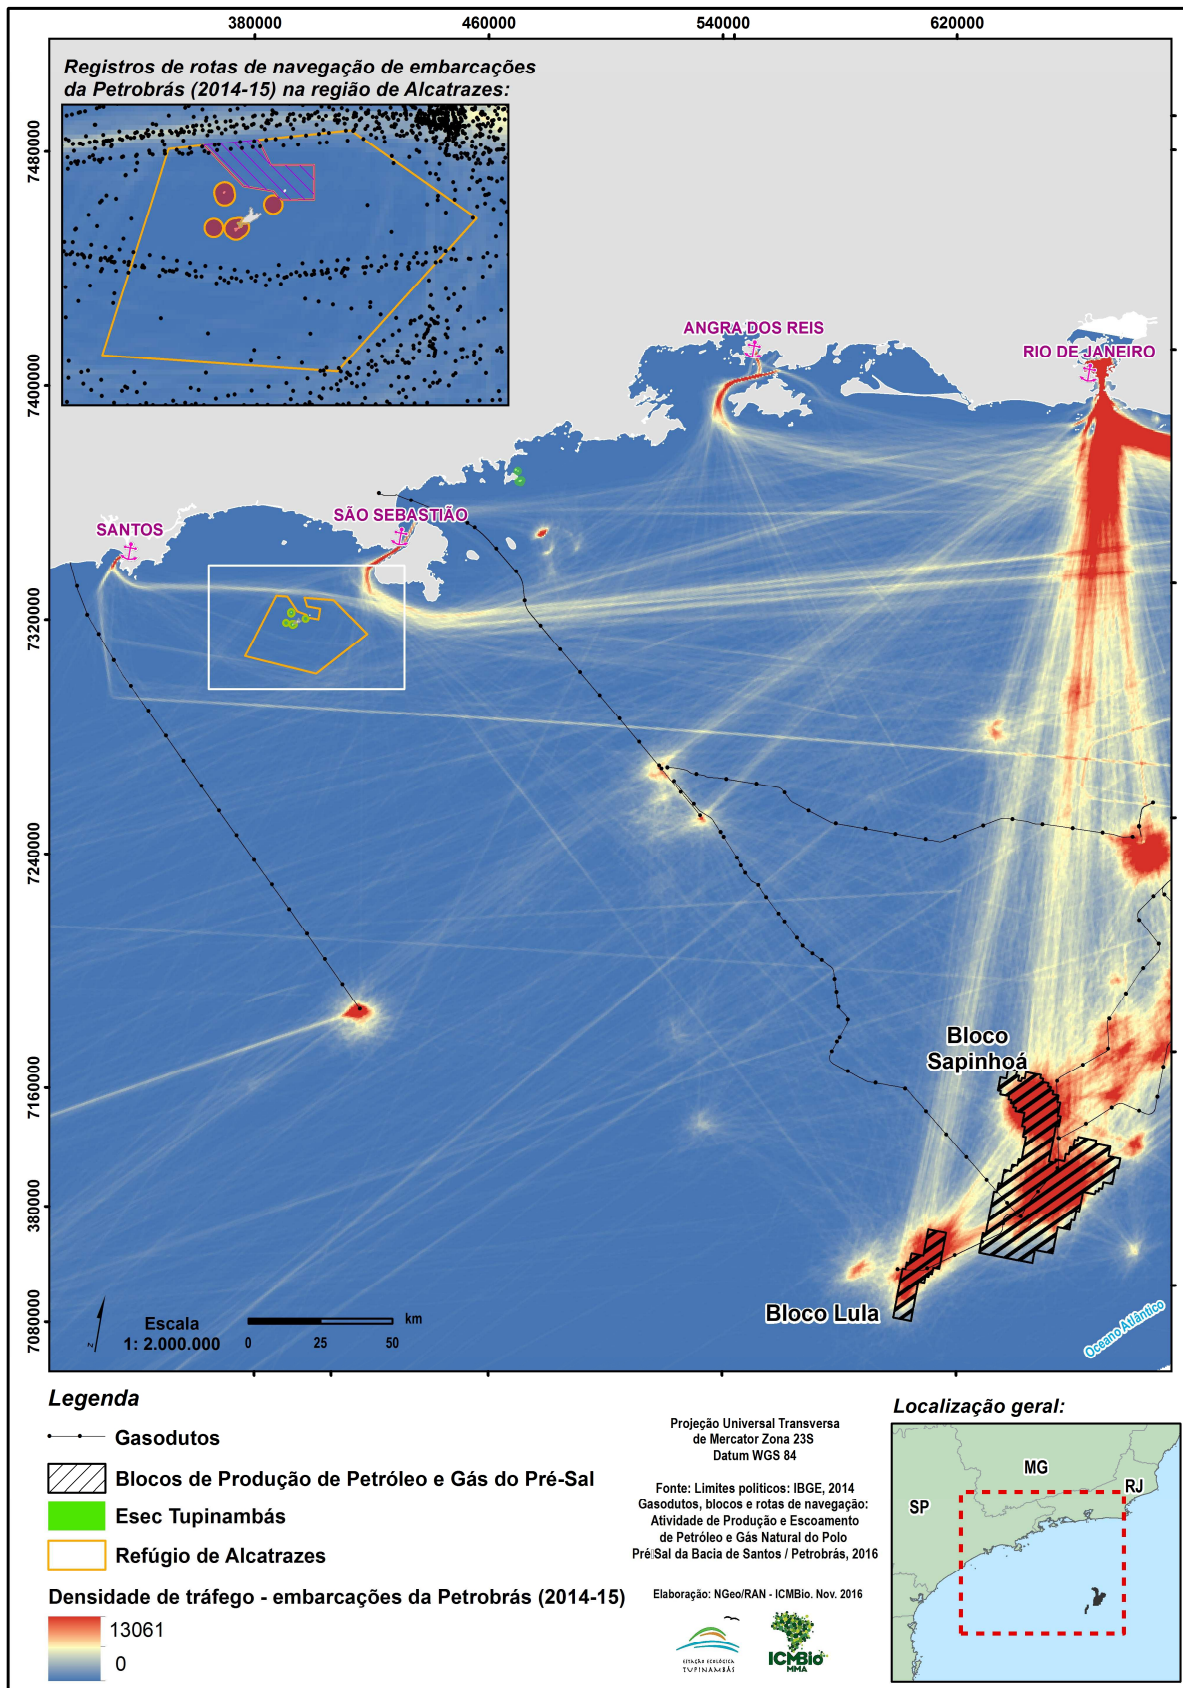 380000
460000
540000
620000
Registros de rotas de navegação de embarcações
da Petrobrás (2014-15) na região de Alcatrazes:
7480000
7400000
7320000
7240000
7160000
380000
7080000
ANGRA DOS REIS
RIO DE JANEIRO
SÃO SEBASTIÃO
SANTOS
Bloco
Sapinhoá
Bloco Lula
Oceano Atlântico
z
Escala
1: 2.000.000
km
0 25 50
Legenda
Gasodutos
Blocos de Produção de Petróleo e Gás do Pré-Sal
Esec Tupinambás
Refúgio de Alcatrazes
Densidade de tráfego - embarcações da Petrobrás (2014-15)
13061
0
Projeção Universal Transversa
de Mercator Zona 23S
Datum WGS 84
Fonte: Limites politicos: IBGE, 2014
Gasodutos, blocos e rotas de navegação:
Atividade de Produção e Escoamento
de Petróleo e Gás Natural do Polo
Pré Sal da Bacia de Santos / Petrobrás, 2016
Elaboração: NGeo/RAN - ICMBio. Nov. 2016
ESTAÇÃO ECOLÓGICA
TUPINAMBÁS
ICMBio
MMA
Localização geral:
MG
RJ
SP